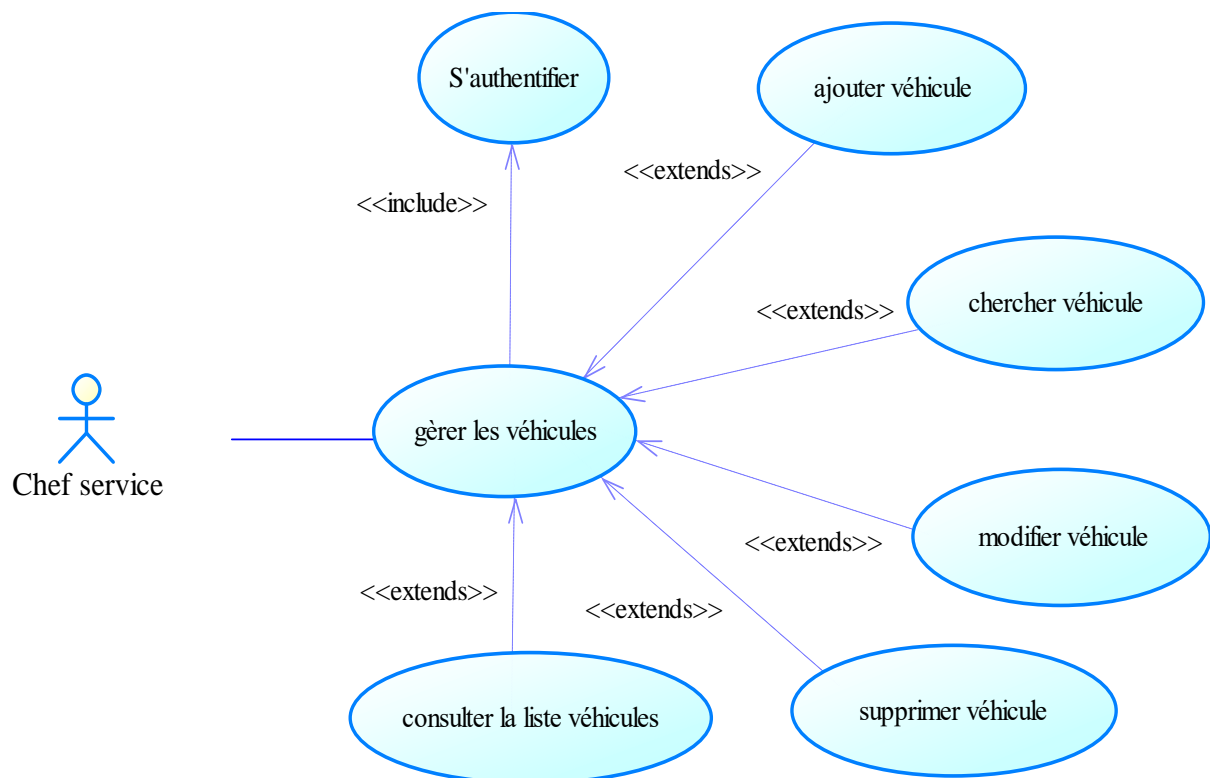 S'authentifier
ajouter véhicule
<<extends>>
<<include>>
chercher véhicule
<<extends>>
gèrer les véhicules
Chef service
modifier véhicule
<<extends>>
<<extends>>
<<extends>>
consulter la liste véhicules
supprimer véhicule